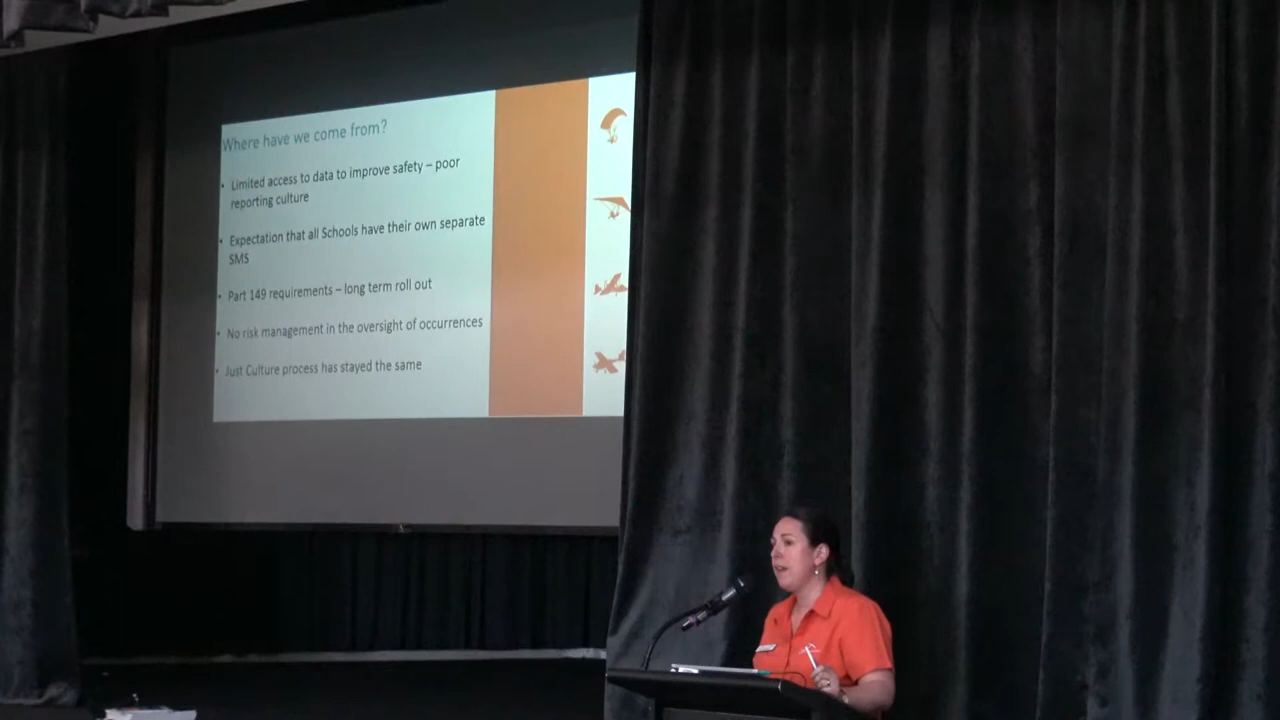 Where have we come from?
• Limited access to data to improve safety – poor
reporting culture
• Expectation that all Schools have their own separate
SMS
• Part 149 requirements – long term roll out
• No risk management in the oversight of occurrences
• Just Culture process has stayed the same